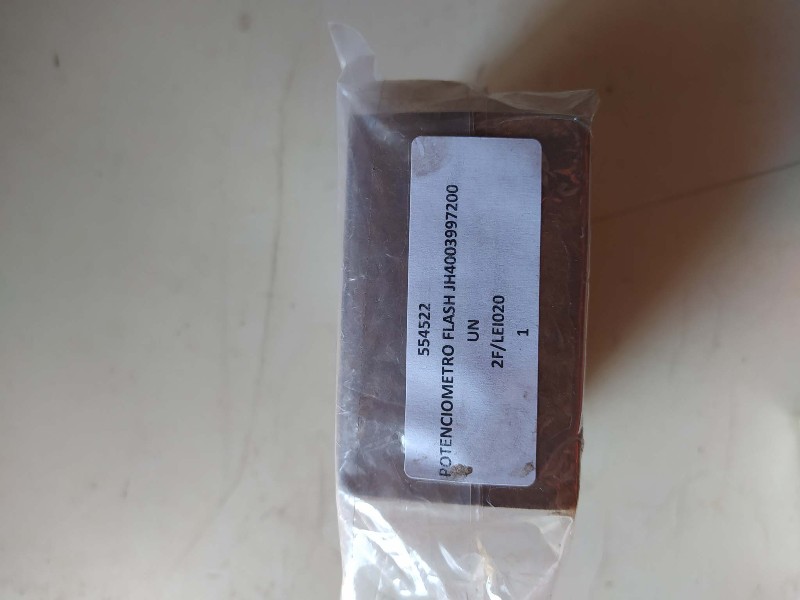 554522
POTENCIOMETRO FLASH JH4003997200
UN
2F/LEI020
1